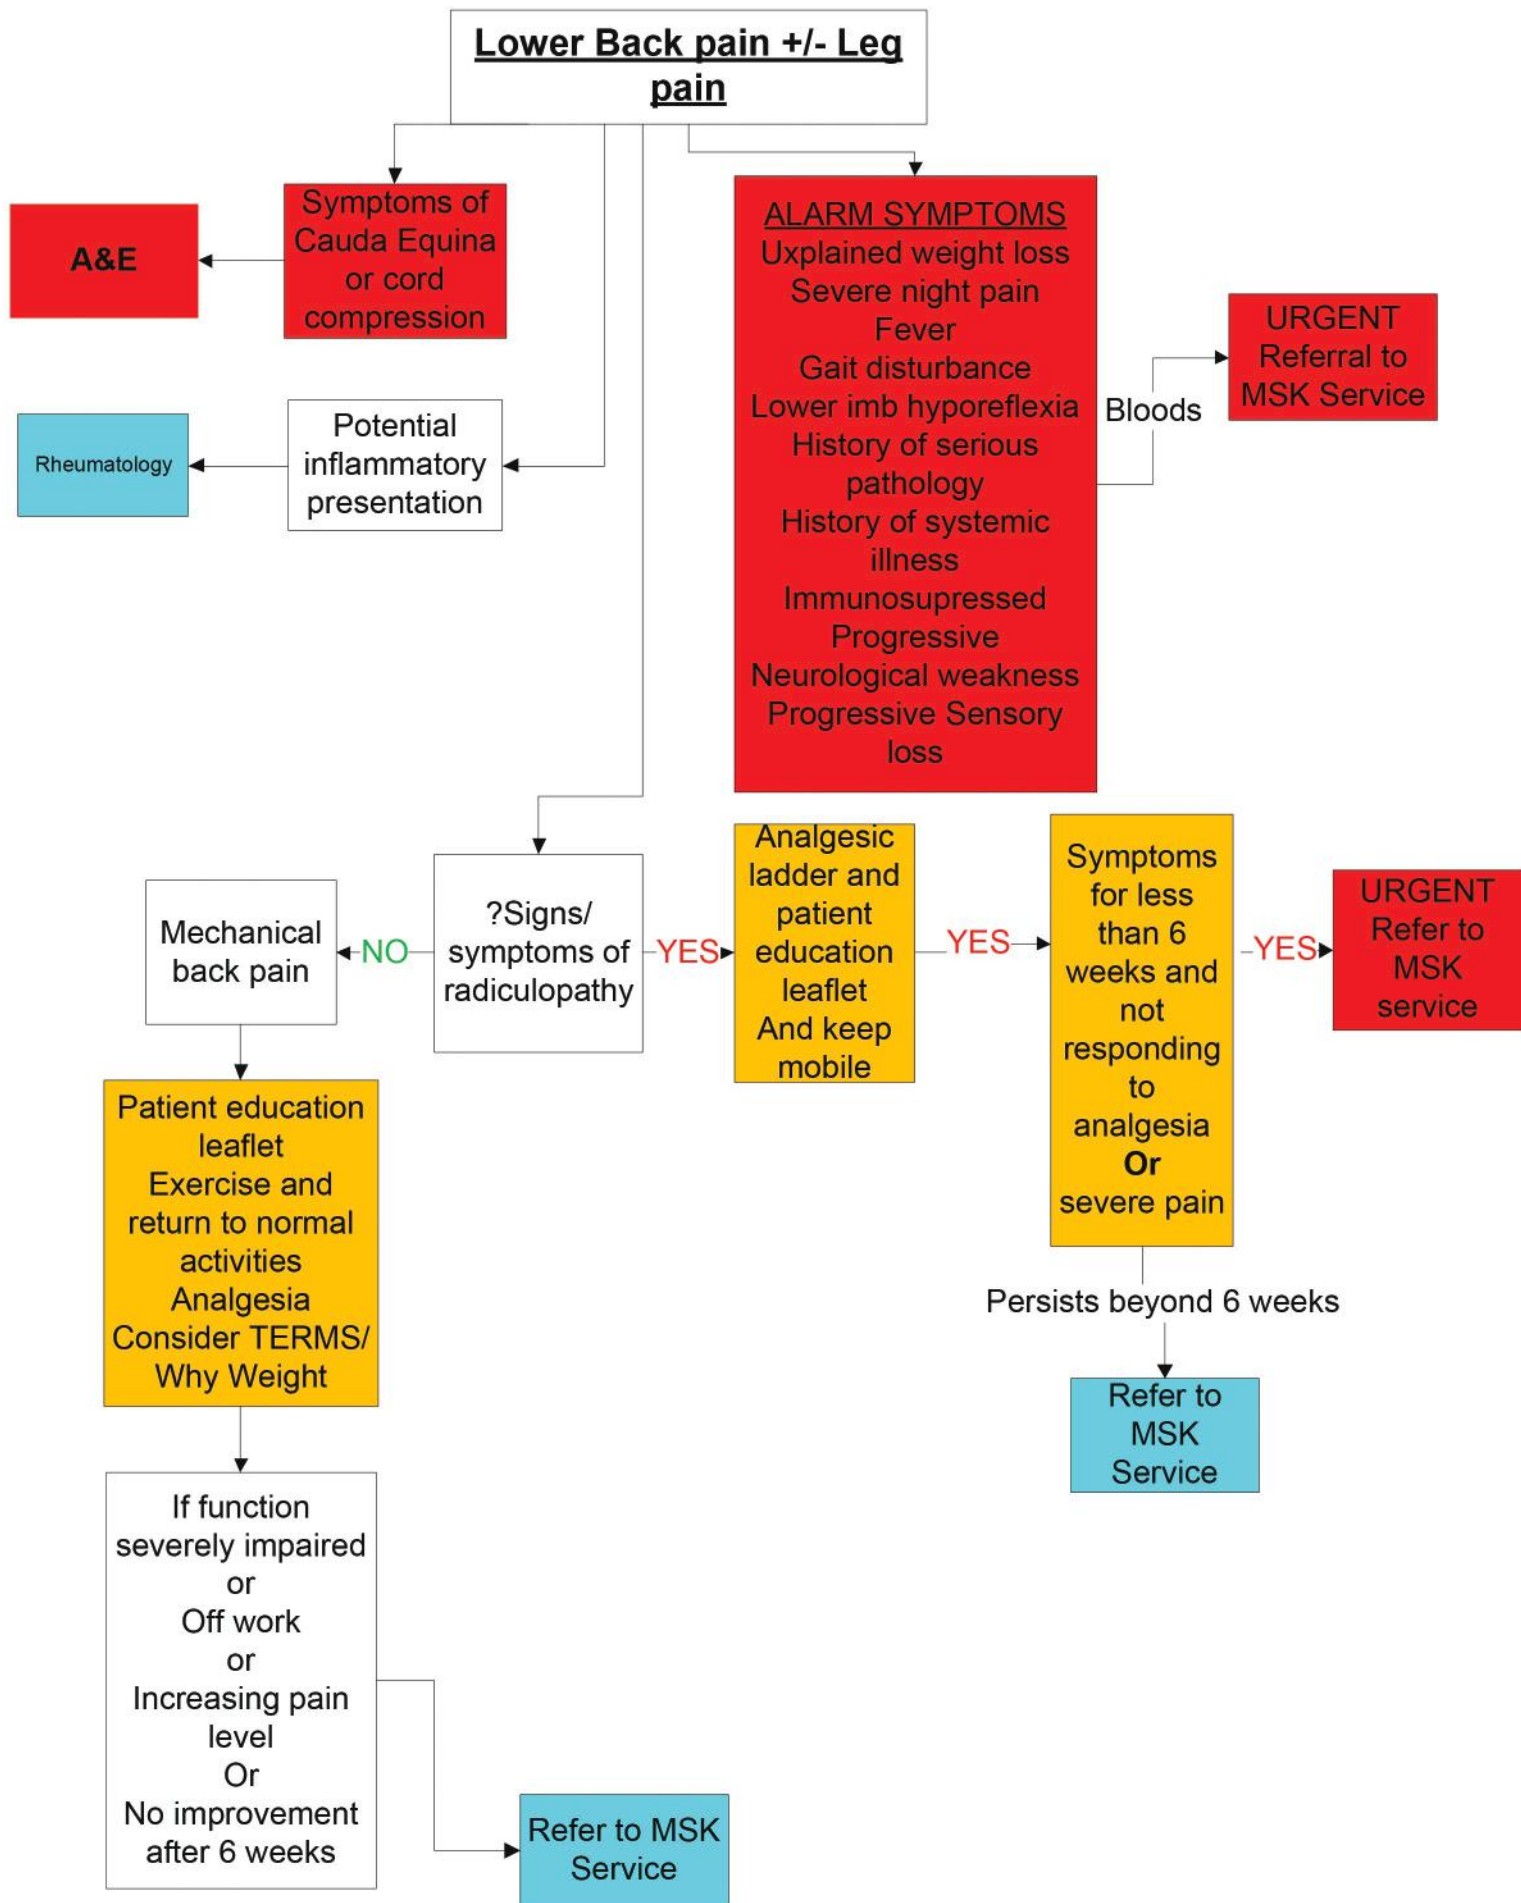 Lower Back pain +/- Leg
pain
A&E
Symptoms of
Cauda Equina
or cord
compression
ALARM SYMPTOMS
Uxplained weight loss
Severe night pain
Fever
Gait disturbance
Lower imb hyporeflexia
History of serious
pathology
History of systemic
illness
Immunosupressed
Progressive
Neurological weakness
Progressive Sensory
loss
Bloods
URGENT
Referral to
MSK Service
Rheumatology
Potential
inflammatory
presentation
Mechanical
back pain
NO
?Signs/
symptoms of
radiculopathy
YES
Analgesic
ladder and
patient
education
leaflet
And keep
mobile
YES
Symptoms
for less
than 6
weeks and
not
responding
to
analgesia
Or
severe pain
YES
URGENT
Refer to
MSK
service
Persists beyond 6 weeks
Refer to
MSK
Service
Patient education
leaflet
Exercise and
return to normal
activities
Analgesia
Consider TERMS/
Why Weight
If function
severely impaired
or
Off work
or
Increasing pain
level
Or
No improvement
after 6 weeks
Refer to MSK
Service